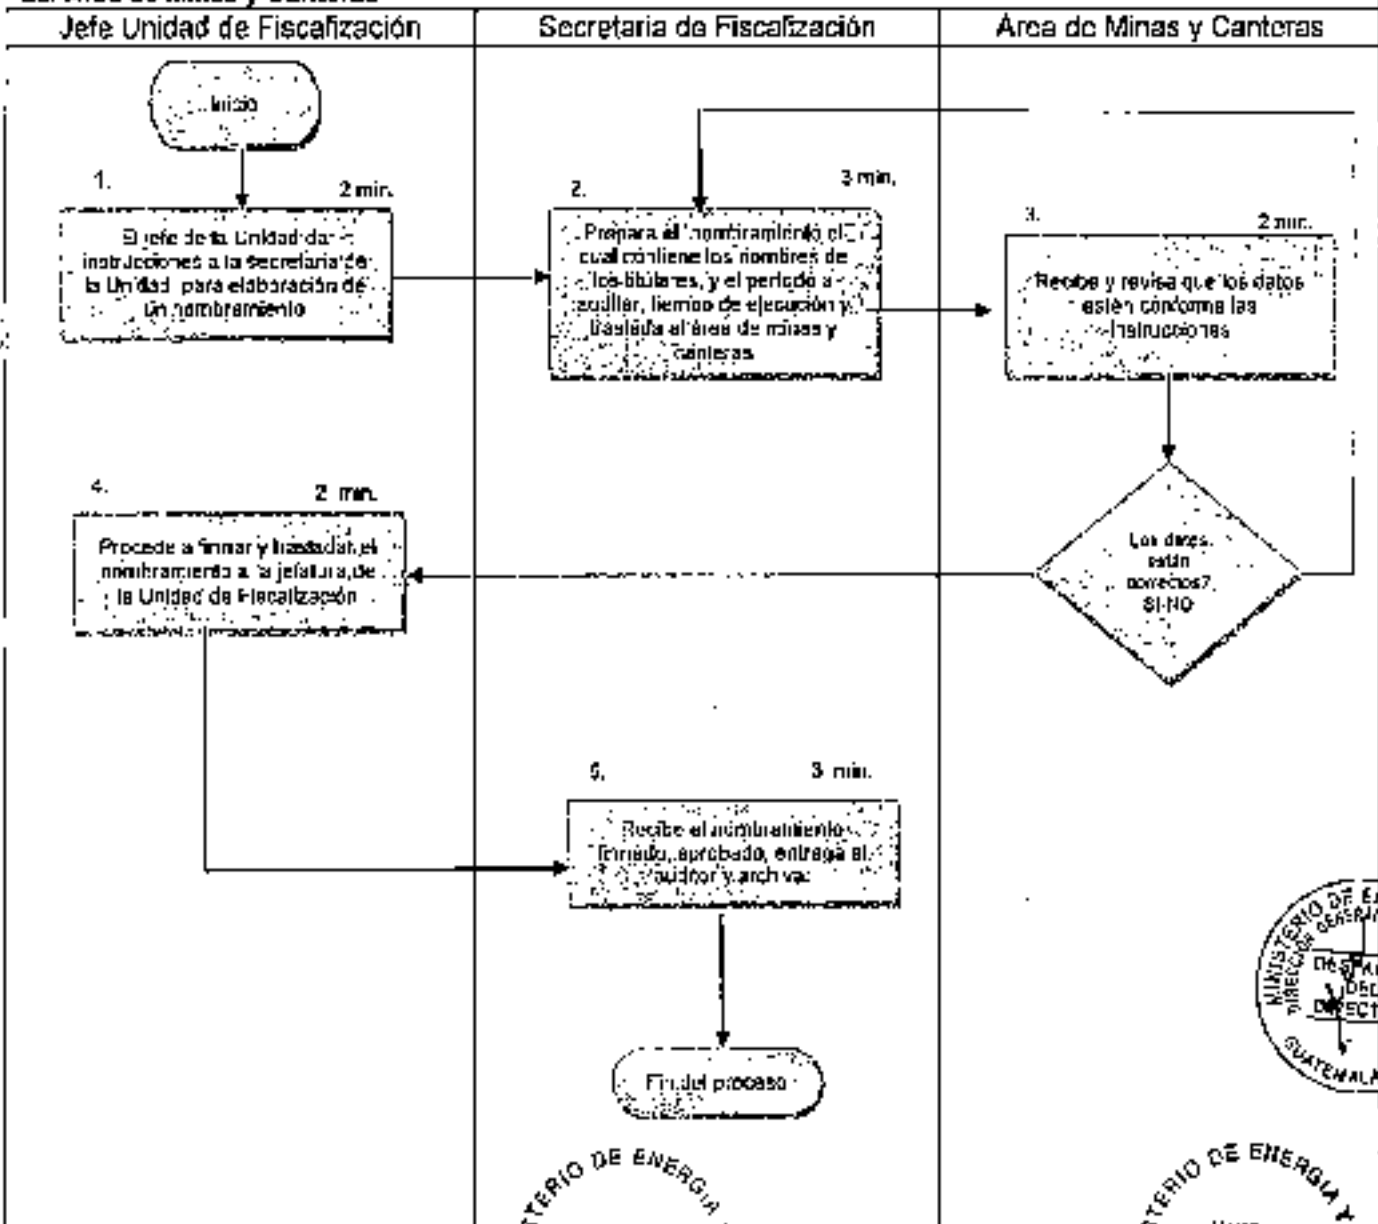 Jefe Unidad de Fiscalización
Secretaria de Fiscalización
Área de Minas y Canteras
Inicio
1.
2 min.
El jefe de la Unidad da
instrucciones a la secretaria de
la Unidad para elaboración de
un nombramiento
2.
3 min.
Prepara el nombramiento el
cual contiene los nombres de
los titulares, y el periodo a
auditar, tiempo de ejecución y
traslada al área de minas y
canteras
3.
2 min.
Recibe y revisa que los datos
estén conforme las
instrucciones
Los datos
están
correctos?
SI-NO
4.
2 min.
Procede a firmar y trasladar el
nombramiento a la jefatura de
la Unidad de Fiscalización
5.
3 min.
Recibe el nombramiento
firmado, aprobado, entrega al
auditor y archiva.
Fin del proceso
MINISTERIO DE
DIRECCIÓN
GUATEMALA
DE ENERGIA
DE ENERGIA Y